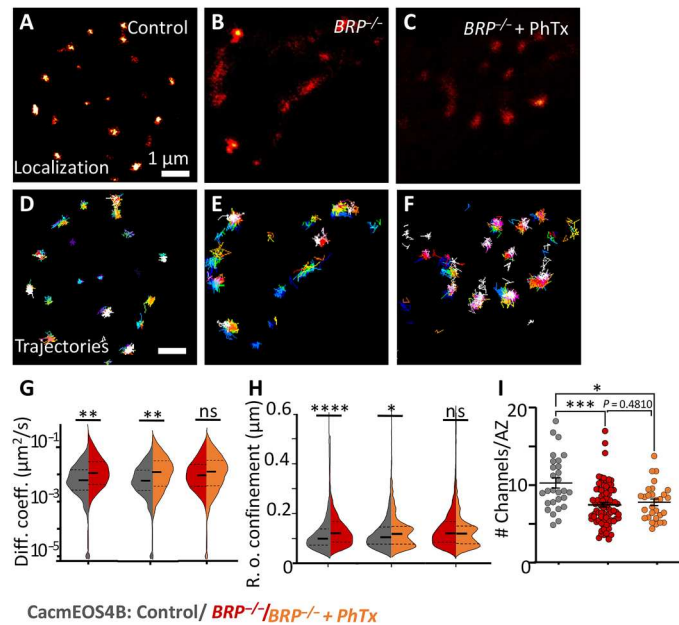 A Control
B BRP–/–
C BRP–/– + PhTx
Localization
1 µm
D
E
F
Trajectories
G
H
I
Diff. coeff. (µm²/s)
10⁻¹
10⁻³
10⁻⁵
** ** ns
R. o. confinement (µm)
0.6
0.4
0.2
0
**** * ns
# Channels/AZ
20
10
0
*
*** P = 0.4810
CacmEOS4B: Control/ BRP–/–/BRP–/– + PhTx